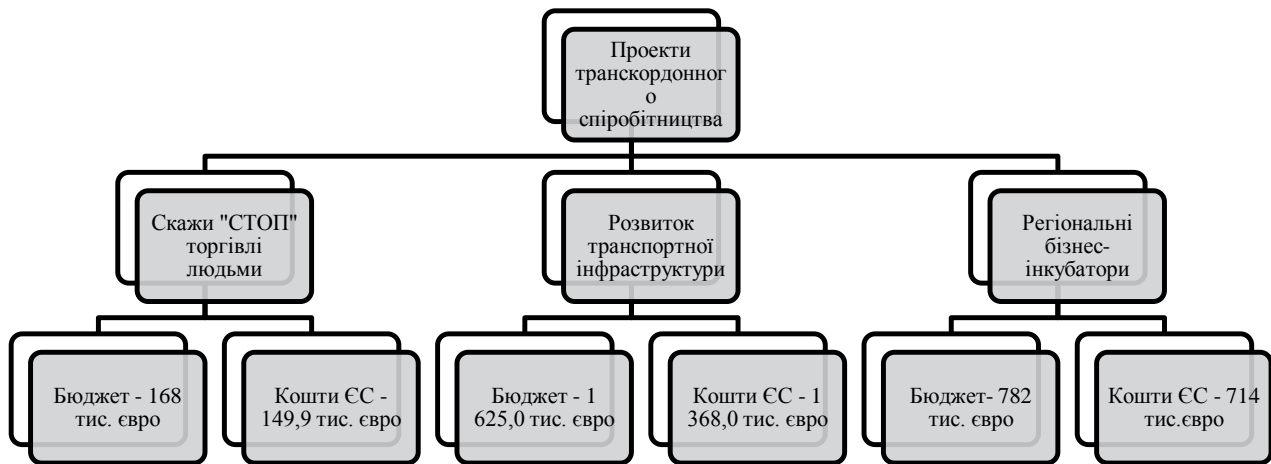 Проекти
транскордонног
о
спіробітництва
Скажи "СТОП"
торгівлі
людьми
Розвиток
транспортної
інфраструктури
Регіональні
бізнес-
інкубатори
Бюджет - 168
тис. євро
Кошти ЄС -
149,9 тис. євро
Бюджет - 1
625,0 тис. євро
Кошти ЄС - 1
368,0 тис. євро
Бюджет- 782
тис. євро
Кошти ЄС - 714
тис.євро